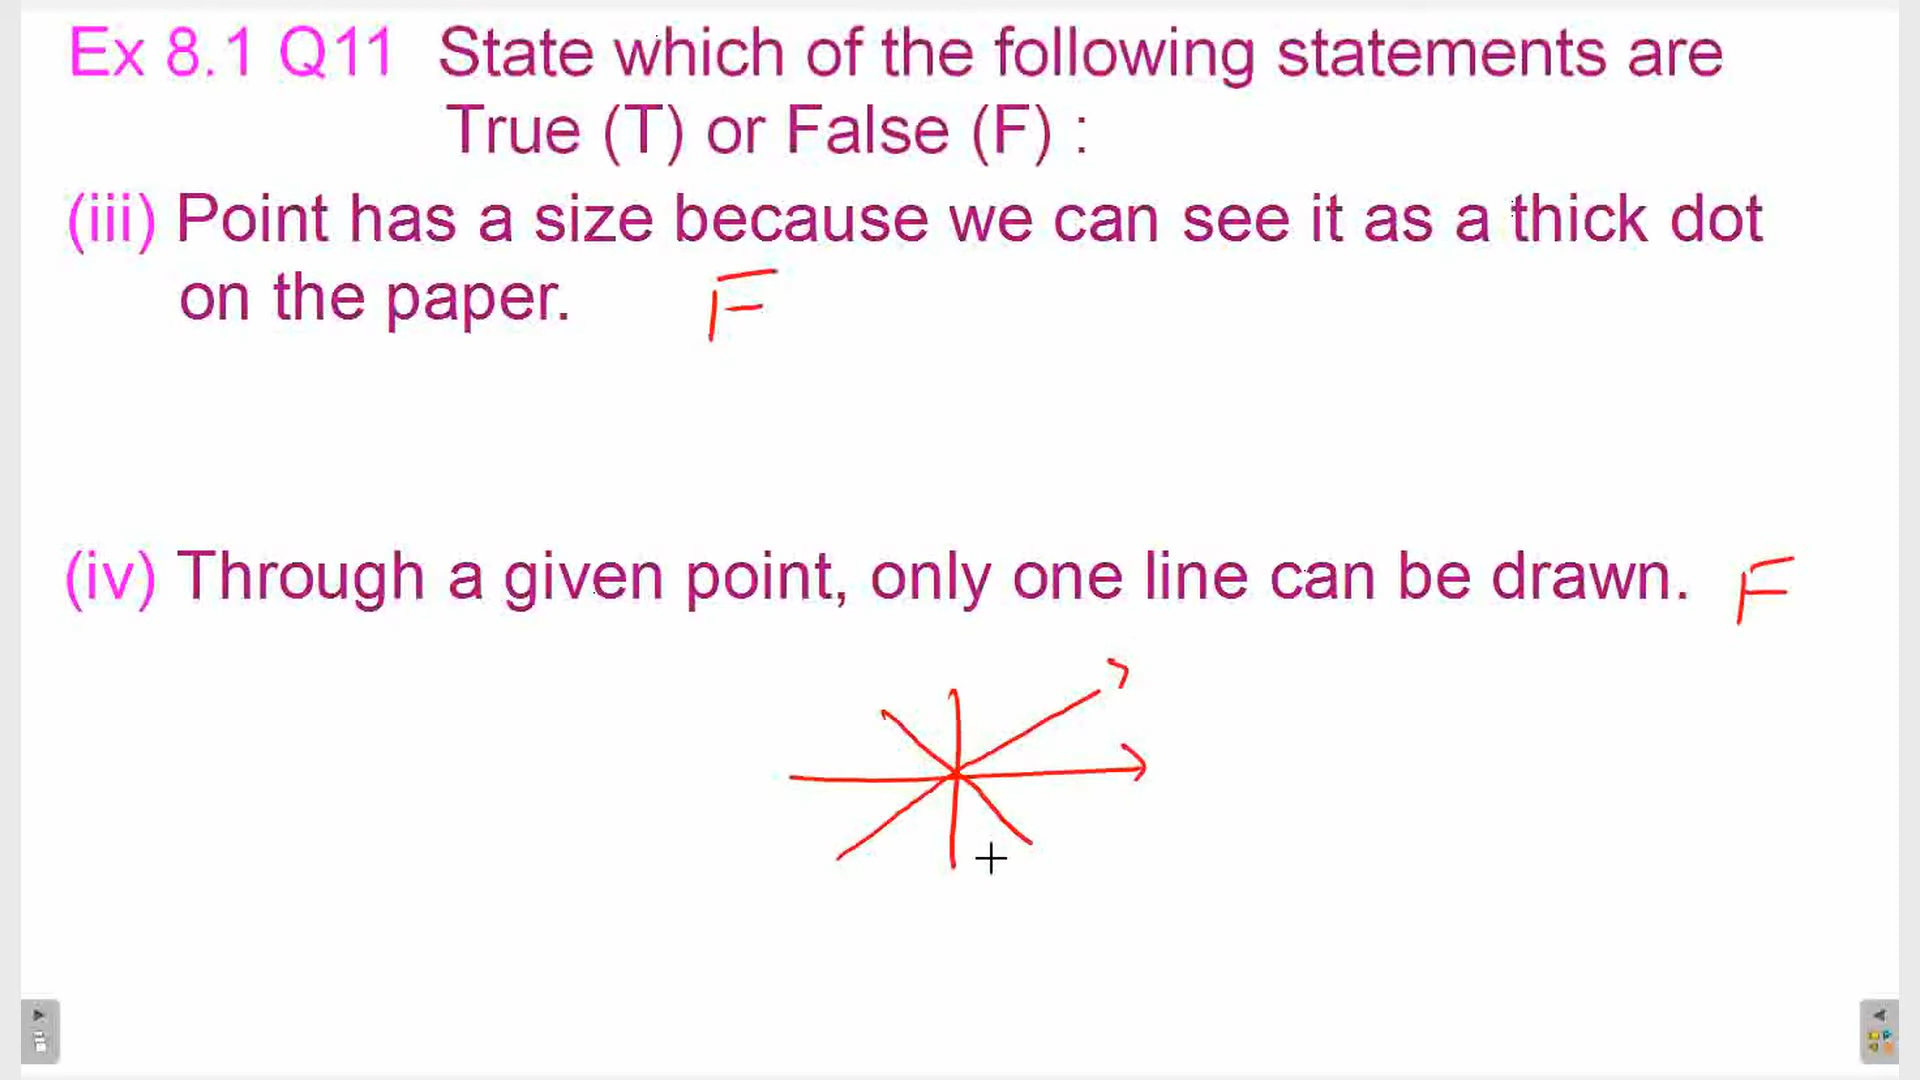 Ex 8.1 Q11 State which of the following statements are
True (T) or False (F) :
(iii) Point has a size because we can see it as a thick dot
on the paper. F
(iv) Through a given point, only one line can be drawn. F